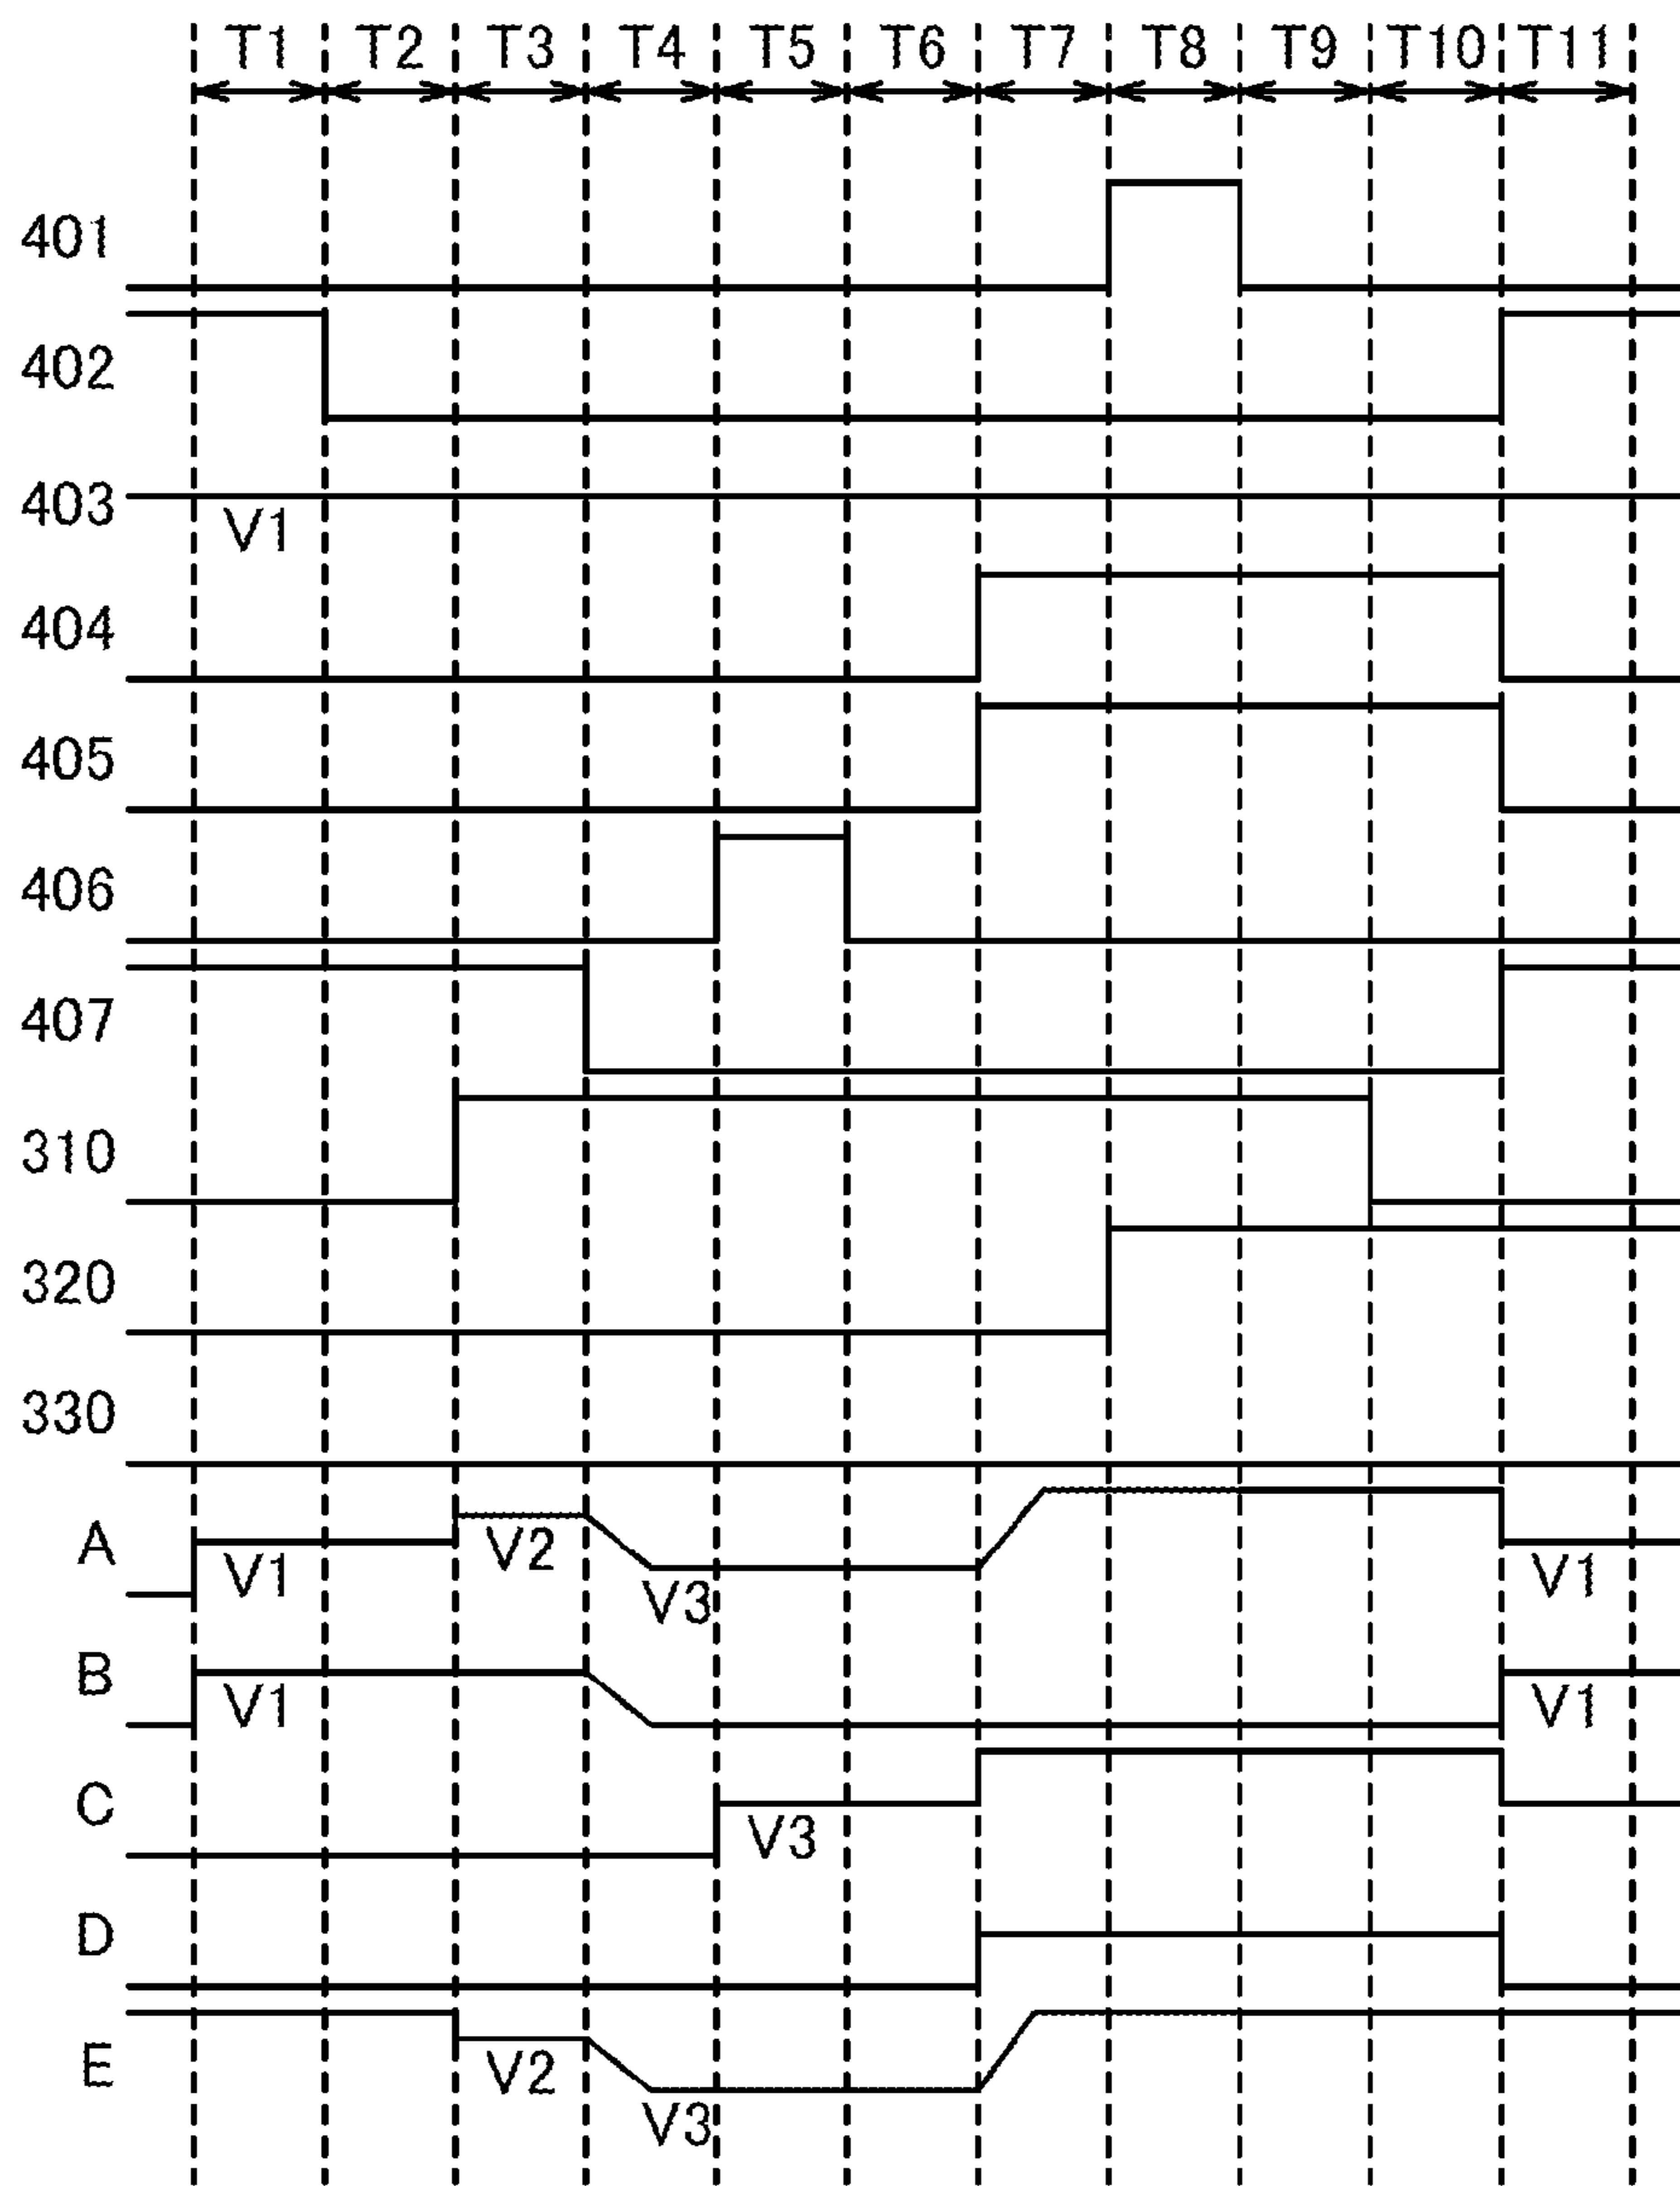 T1 T2 T3 T4 T5 T6 T7 T8 T9 T10 T11
401
402
403
V1
404
405
406
407
310
320
330
A
V1 V2 V3 V1
B
V1 V1
C
V3
D
E
V2 V3